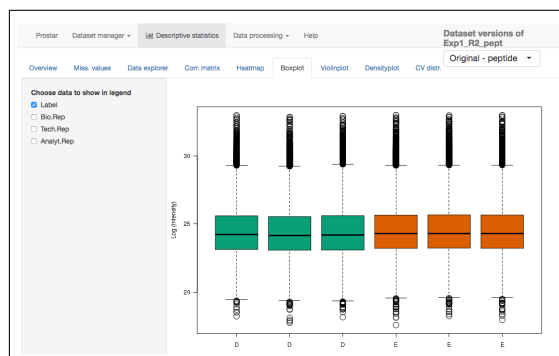 Prostar
Dataset manager
Descriptive statistics
Data processing
Help
Dataset versions of
Exp1_R2_pept
Original - peptide
Overview
Miss. values
Data explorer
Corr. matrix
Heatmap
Boxplot
Violinplot
Densityplot
CV distr.
Choose data to show in legend
Label
Bio.Rep
Tech.Rep
Analyt.Rep
Log (Intensity)
30
25
20
D D D E E E